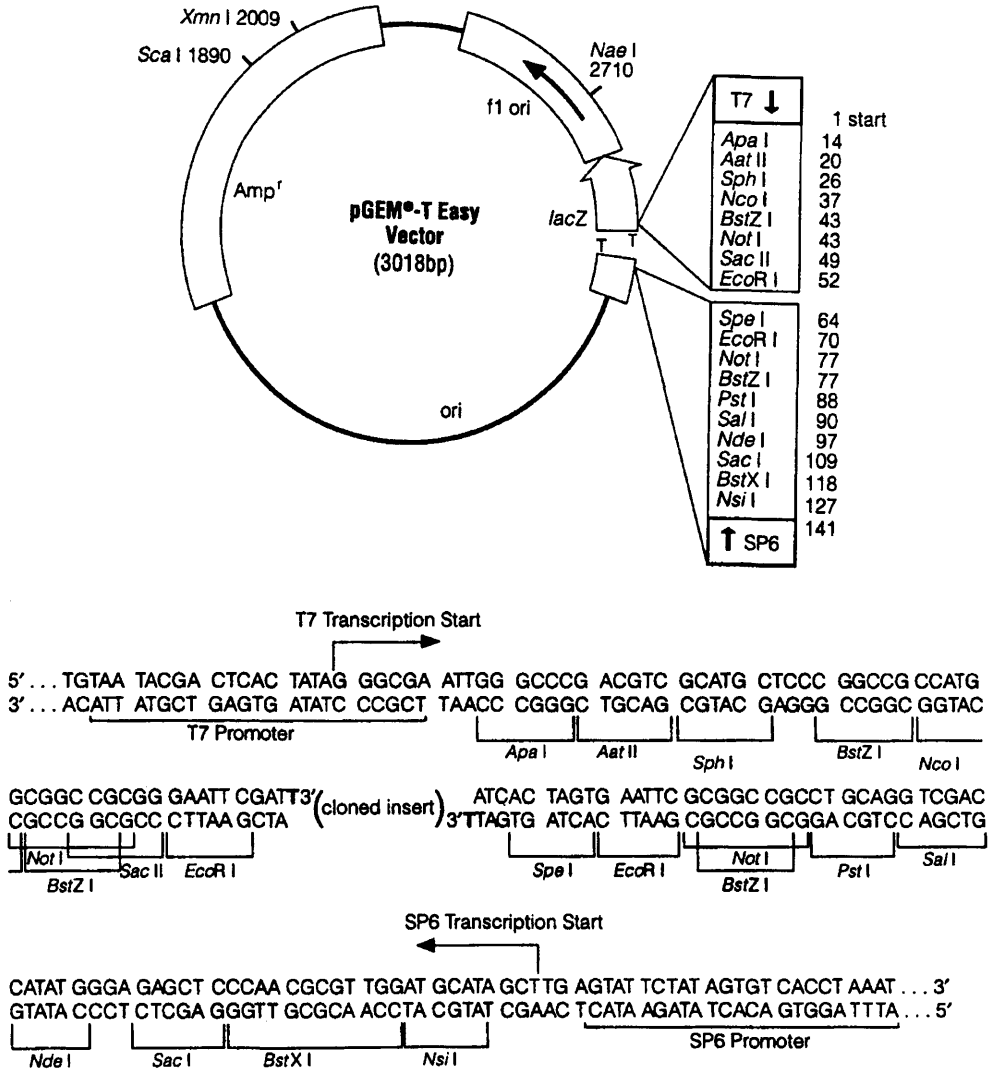 Xmn I 2009
Sca I 1890
Nae I
2710
f1 ori
Ampʳ
pGEM®-T Easy
Vector
(3018bp)
lacZ
T T
ori
T7 ↓
1 start
Apa I 14
Aat II 20
Sph I 26
Nco I 37
BstZ I 43
Not I 43
Sac II 49
EcoR I 52
Spe I 64
EcoR I 70
Not I 77
BstZ I 77
Pst I 88
Sal I 90
Nde I 97
Sac I 109
BstX I 118
Nsi I 127
141
↑ SP6
T7 Transcription Start
5′ . . . TGTAA TACGA CTCAC TATAG GGCGA ATTGG GCCCG ACGTC GCATG CTCCC GGCCG CCATG
3′ . . . ACATT ATGCT GAGTG ATATC CCGCT TAACC CGGGC TGCAG CGTAC GAGGG CCGGC GGTAC
T7 Promoter
Apa I Aat II Sph I BstZ I Nco I
GCGGC CGCGG GAATT CGATT3′ (cloned insert) ATCAC TAGTG AATTC GCGGC CGCCT GCAGG TCGAC
CGCCG GCGCC CTTAA GCTA 3′TTAGTG ATCAC TTAAG CGCCG GCGGA CGTCC AGCTG
Not I
BstZ I
Sac II EcoR I Spe I EcoR I
Not I
BstZ I
Pst I Sal I
SP6 Transcription Start
CATAT GGGA GAGCT CCCAA CGCGT TGGAT GCATA GCTTG AGTAT TCTAT AGTGT CACCT AAAT . . . 3′
GTATA CCCT CTCGAG GGTT GCGCA ACCTA CGTAT CGAAC TCATA AGATA TCACA GTGGA TTTA . . . 5′
Nde I Sac I BstX I Nsi I
SP6 Promoter